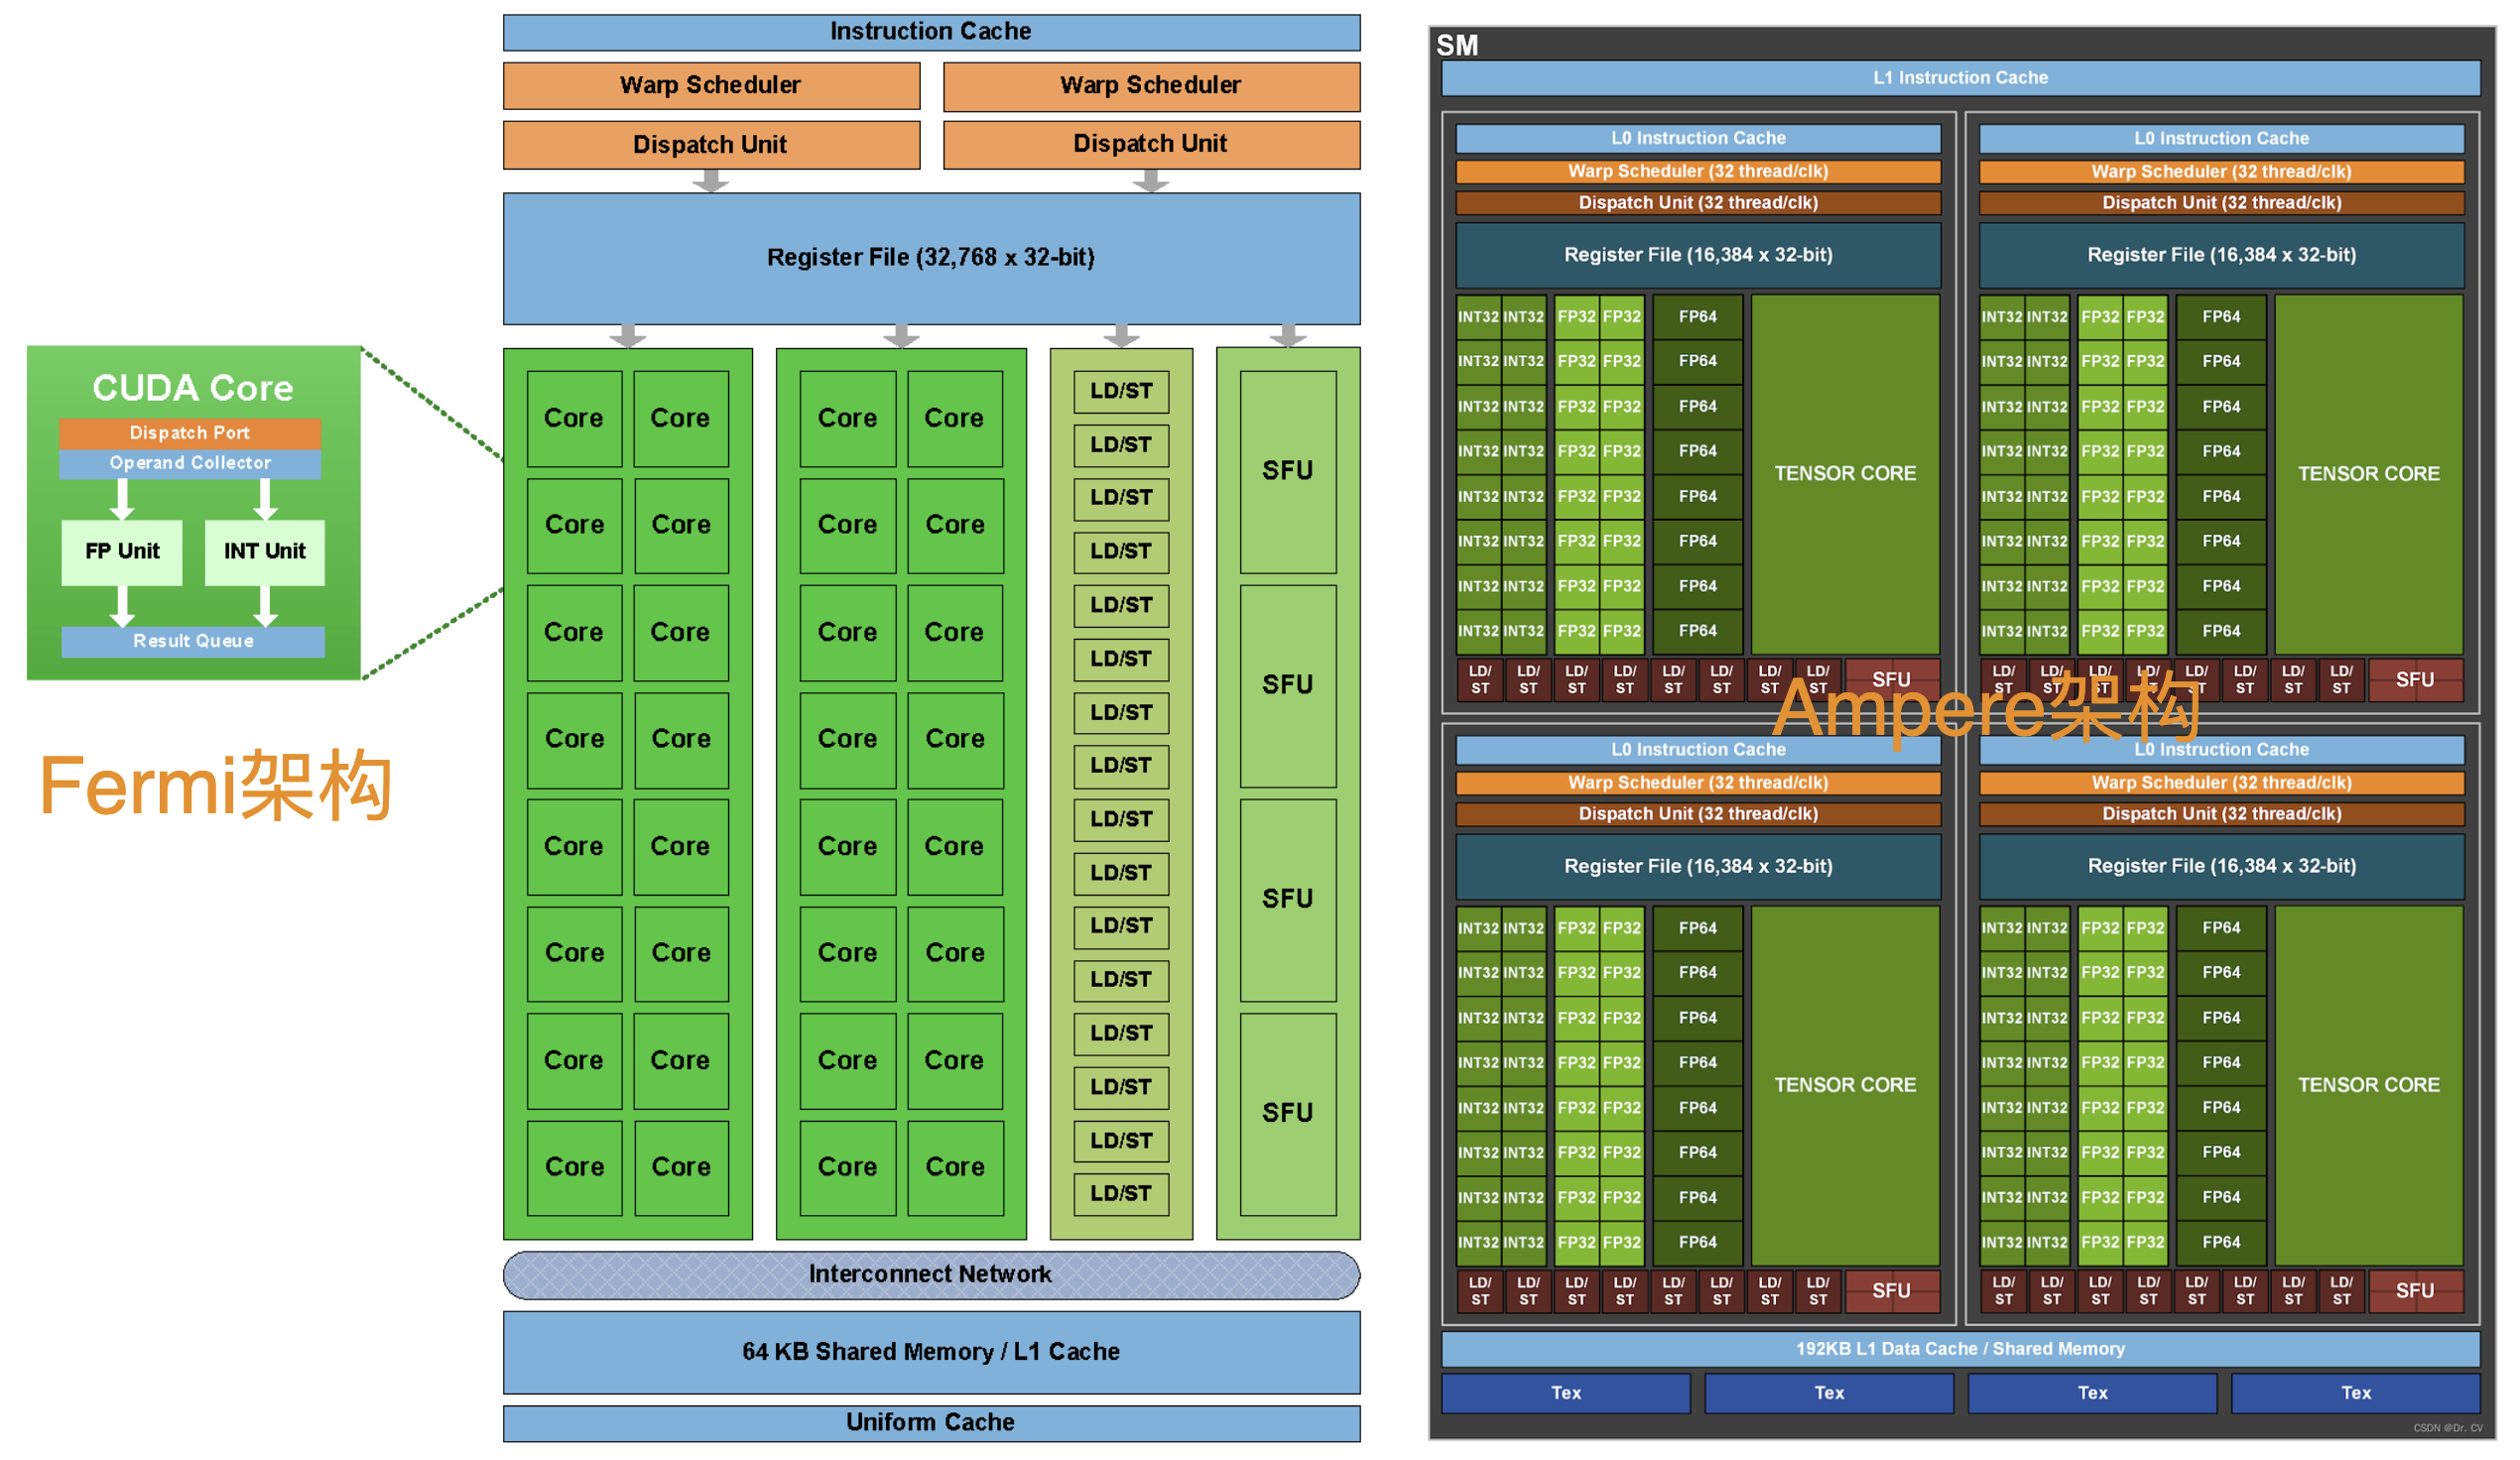 Instruction Cache
Warp Scheduler Warp Scheduler
Dispatch Unit Dispatch Unit
Register File (32,768 x 32-bit)
CUDA Core
Dispatch Port
Operand Collector
FP Unit INT Unit
Result Queue
Fermi架构
Core Core Core Core LD/ST
LD/ST
SFU
Core Core Core Core LD/ST
LD/ST
Core Core Core Core LD/ST
LD/ST
SFU
Core Core Core Core LD/ST
LD/ST
Core Core Core Core LD/ST
LD/ST
SFU
Core Core Core Core LD/ST
LD/ST
Core Core Core Core LD/ST
LD/ST
SFU
Core Core Core Core LD/ST
LD/ST
Interconnect Network
64 KB Shared Memory / L1 Cache
Uniform Cache
SM
L1 Instruction Cache
L0 Instruction Cache L0 Instruction Cache
Warp Scheduler (32 thread/clk) Warp Scheduler (32 thread/clk)
Dispatch Unit (32 thread/clk) Dispatch Unit (32 thread/clk)
Register File (16,384 x 32-bit) Register File (16,384 x 32-bit)
INT32 INT32 FP32 FP32 FP64 INT32 INT32 FP32 FP32 FP64
INT32 INT32 FP32 FP32 FP64 INT32 INT32 FP32 FP32 FP64
INT32 INT32 FP32 FP32 FP64 INT32 INT32 FP32 FP32 FP64
INT32 INT32 FP32 FP32 FP64 INT32 INT32 FP32 FP32 FP64
TENSOR CORE TENSOR CORE
INT32 INT32 FP32 FP32 FP64 INT32 INT32 FP32 FP32 FP64
INT32 INT32 FP32 FP32 FP64 INT32 INT32 FP32 FP32 FP64
INT32 INT32 FP32 FP32 FP64 INT32 INT32 FP32 FP32 FP64
INT32 INT32 FP32 FP32 FP64 INT32 INT32 FP32 FP32 FP64
LD/ LD/ LD/ LD/ LD/ LD/ LD/ LD/ SFU LD/ LD/ LD/ LD/ LD/ LD/ LD/ LD/ SFU
ST ST ST ST ST ST ST ST ST ST ST ST ST ST ST ST
Ampere架构
L0 Instruction Cache L0 Instruction Cache
Warp Scheduler (32 thread/clk) Warp Scheduler (32 thread/clk)
Dispatch Unit (32 thread/clk) Dispatch Unit (32 thread/clk)
Register File (16,384 x 32-bit) Register File (16,384 x 32-bit)
INT32 INT32 FP32 FP32 FP64 INT32 INT32 FP32 FP32 FP64
INT32 INT32 FP32 FP32 FP64 INT32 INT32 FP32 FP32 FP64
INT32 INT32 FP32 FP32 FP64 INT32 INT32 FP32 FP32 FP64
INT32 INT32 FP32 FP32 FP64 INT32 INT32 FP32 FP32 FP64
TENSOR CORE TENSOR CORE
INT32 INT32 FP32 FP32 FP64 INT32 INT32 FP32 FP32 FP64
INT32 INT32 FP32 FP32 FP64 INT32 INT32 FP32 FP32 FP64
INT32 INT32 FP32 FP32 FP64 INT32 INT32 FP32 FP32 FP64
INT32 INT32 FP32 FP32 FP64 INT32 INT32 FP32 FP32 FP64
LD/ LD/ LD/ LD/ LD/ LD/ LD/ LD/ SFU LD/ LD/ LD/ LD/ LD/ LD/ LD/ LD/ SFU
ST ST ST ST ST ST ST ST ST ST ST ST ST ST ST ST
192KB L1 Data Cache / Shared Memory
Tex Tex Tex Tex
CSDN @Dr. CV